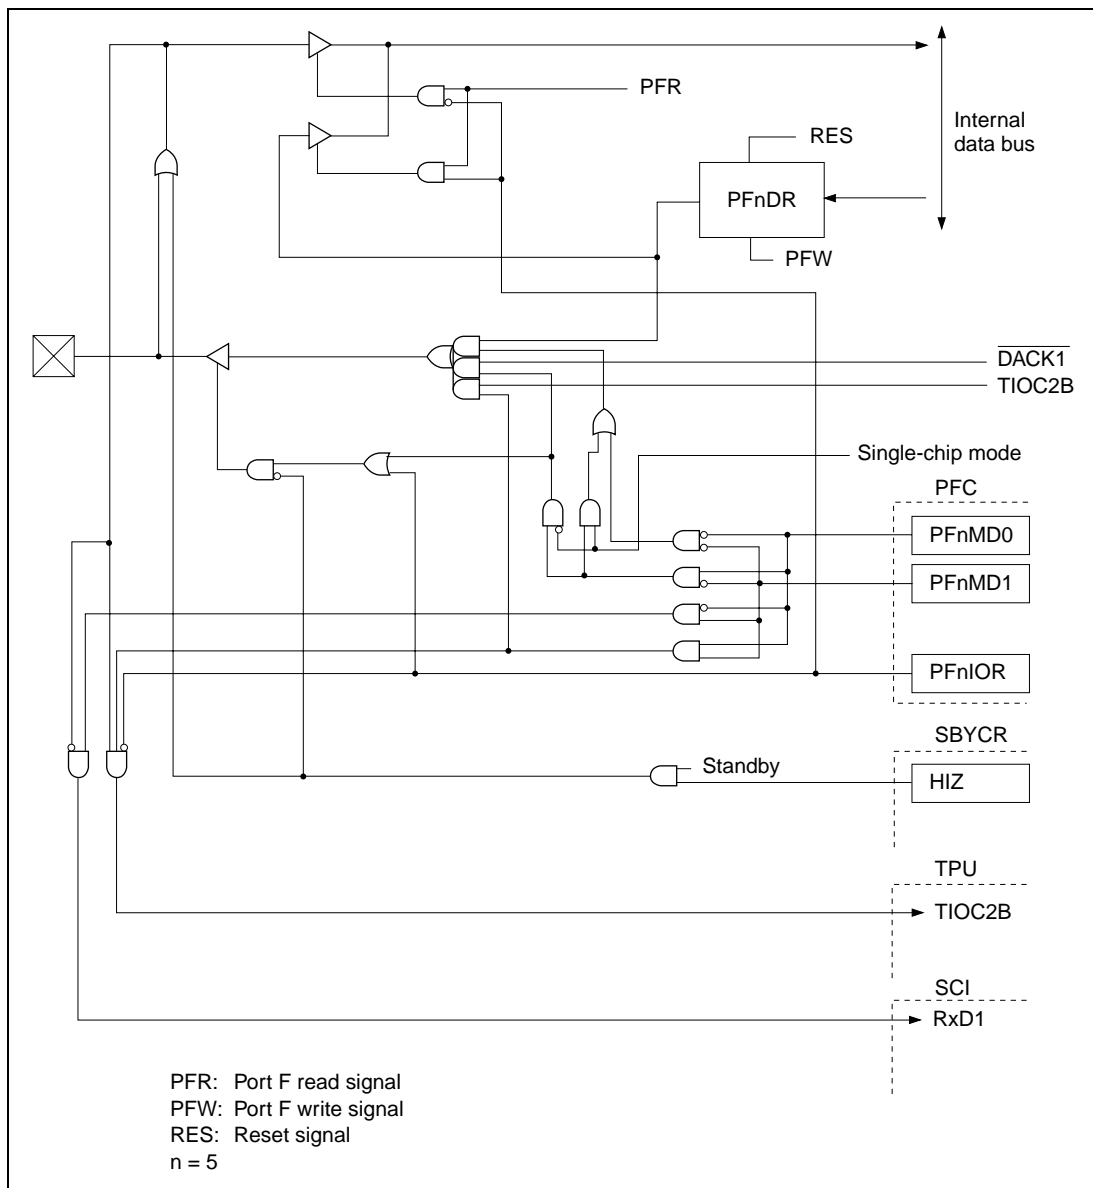 PFR
Internal
data bus
RES
PFnDR
PFW
DACK1
TIOC2B
Single-chip mode
PFC
PFnMD0
PFnMD1
PFnIOR
SBYCR
Standby
HIZ
TPU
TIOC2B
SCI
RxD1
PFR: Port F read signal
PFW: Port F write signal
RES: Reset signal
n = 5